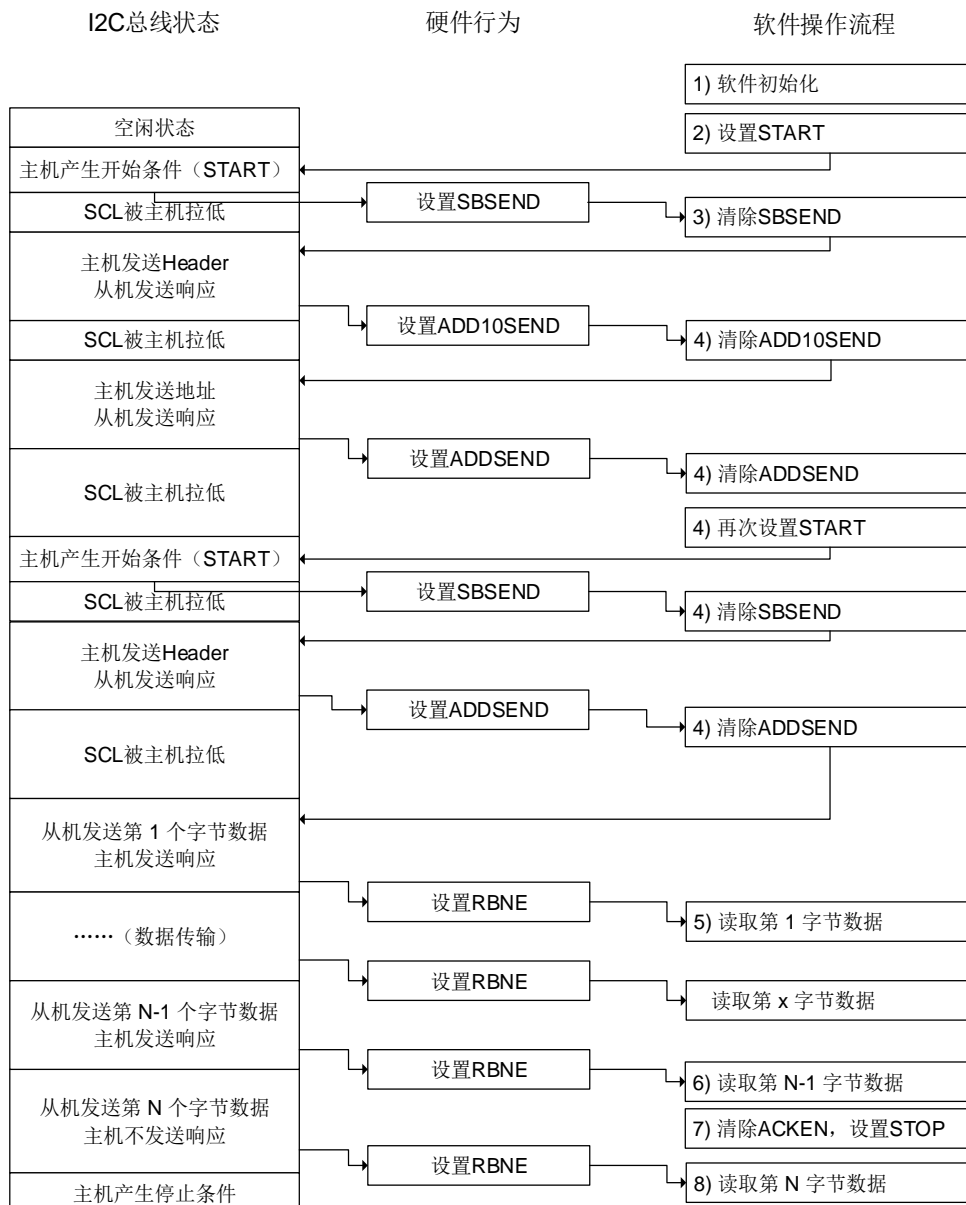 I2C总线状态
硬件行为
软件操作流程
1) 软件初始化
空闲状态
2) 设置START
主机产生开始条件（START）
设置SBSEND
SCL被主机拉低
3) 清除SBSEND
主机发送Header
从机发送响应
设置ADD10SEND
SCL被主机拉低
4) 清除ADD10SEND
主机发送地址
从机发送响应
设置ADDSEND
4) 清除ADDSEND
SCL被主机拉低
4) 再次设置START
主机产生开始条件（START）
设置SBSEND
SCL被主机拉低
4) 清除SBSEND
主机发送Header
从机发送响应
设置ADDSEND
4) 清除ADDSEND
SCL被主机拉低
从机发送第 1 个字节数据
主机发送响应
设置RBNE
5) 读取第 1 字节数据
……（数据传输）
设置RBNE
读取第 x 字节数据
从机发送第 N-1 个字节数据
主机发送响应
设置RBNE
6) 读取第 N-1 字节数据
从机发送第 N 个字节数据
主机不发送响应
7) 清除ACKEN，设置STOP
设置RBNE
8) 读取第 N 字节数据
主机产生停止条件